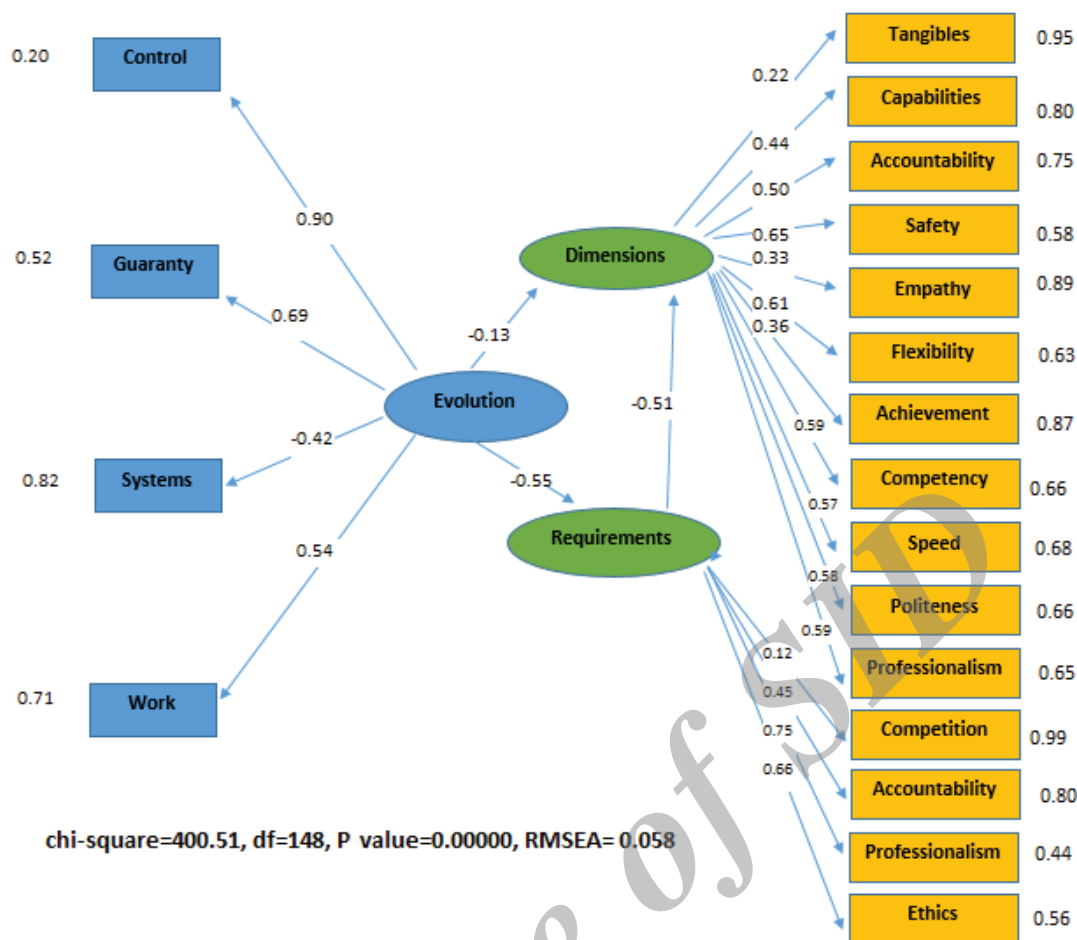 0.20
Control
Tangibles
0.95
0.22
Capabilities
0.80
0.44
Accountability
0.75
0.50
0.90
Safety
0.58
0.65
0.52
Guaranty
Dimensions
0.33
Empathy
0.89
0.69
0.61
0.36
-0.13
Flexibility
0.63
Evolution
-0.51
Achievement
0.87
-0.42
0.59
0.82
Systems
-0.55
Competency
0.66
0.57
0.54
Requirements
Speed
0.68
0.58
Politeness
0.66
0.59
0.12
0.71
Work
0.45
Professionalism
0.65
0.75
Competition
0.99
0.66
Accountability
0.80
chi-square=400.51, df=148, P value=0.00000, RMSEA= 0.058
Professionalism
0.44
Ethics
0.56
e of SID